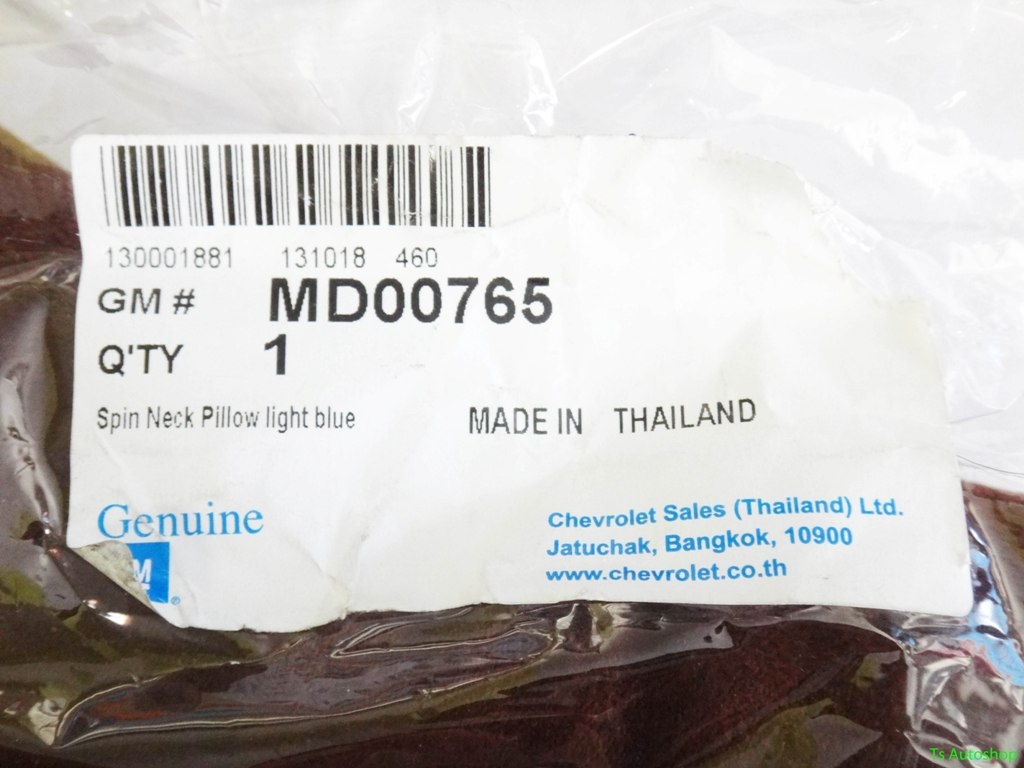 130001881 131018 460
GM # MD00765
Q'TY 1
Spin Neck Pillow light blue MADE IN THAILAND
Genuine
Chevrolet Sales (Thailand) Ltd.
Jatuchak, Bangkok, 10900
www.chevrolet.co.th
M
®
Ts Autoshop